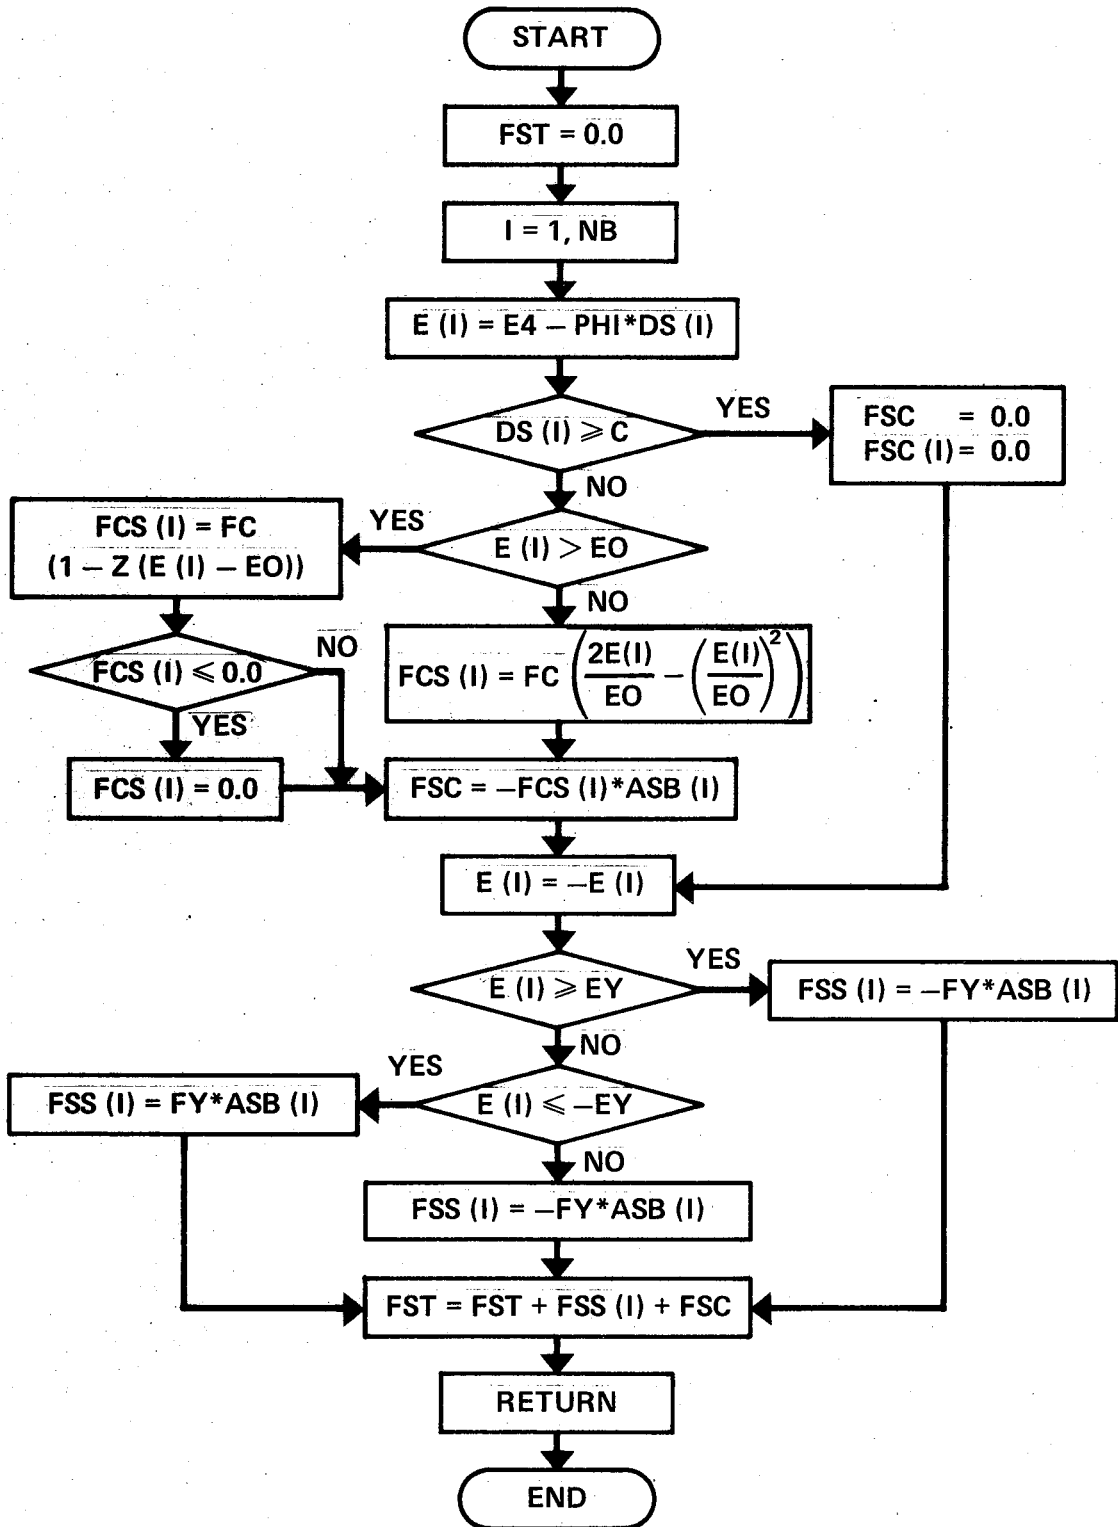 START
FST = 0.0
I = 1, NB
E (I) = E4 – PHI*DS (I)
DS (I) ⩾ C
YES
FSC = 0.0
FSC (I) = 0.0
NO
E (I) > EO
YES
FCS (I) = FC
(1 – Z (E (I) – EO))
NO
FCS (I) = FC (2E(I)/EO – (E(I)/EO)²)
FCS (I) ⩽ 0.0
NO
YES
FCS (I) = 0.0
FSC = –FCS (I)*ASB (I)
E (I) = –E (I)
E (I) ⩾ EY
YES
FSS (I) = –FY*ASB (I)
NO
E (I) ⩽ –EY
YES
FSS (I) = FY*ASB (I)
NO
FSS (I) = –FY*ASB (I)
FST = FST + FSS (I) + FSC
RETURN
END